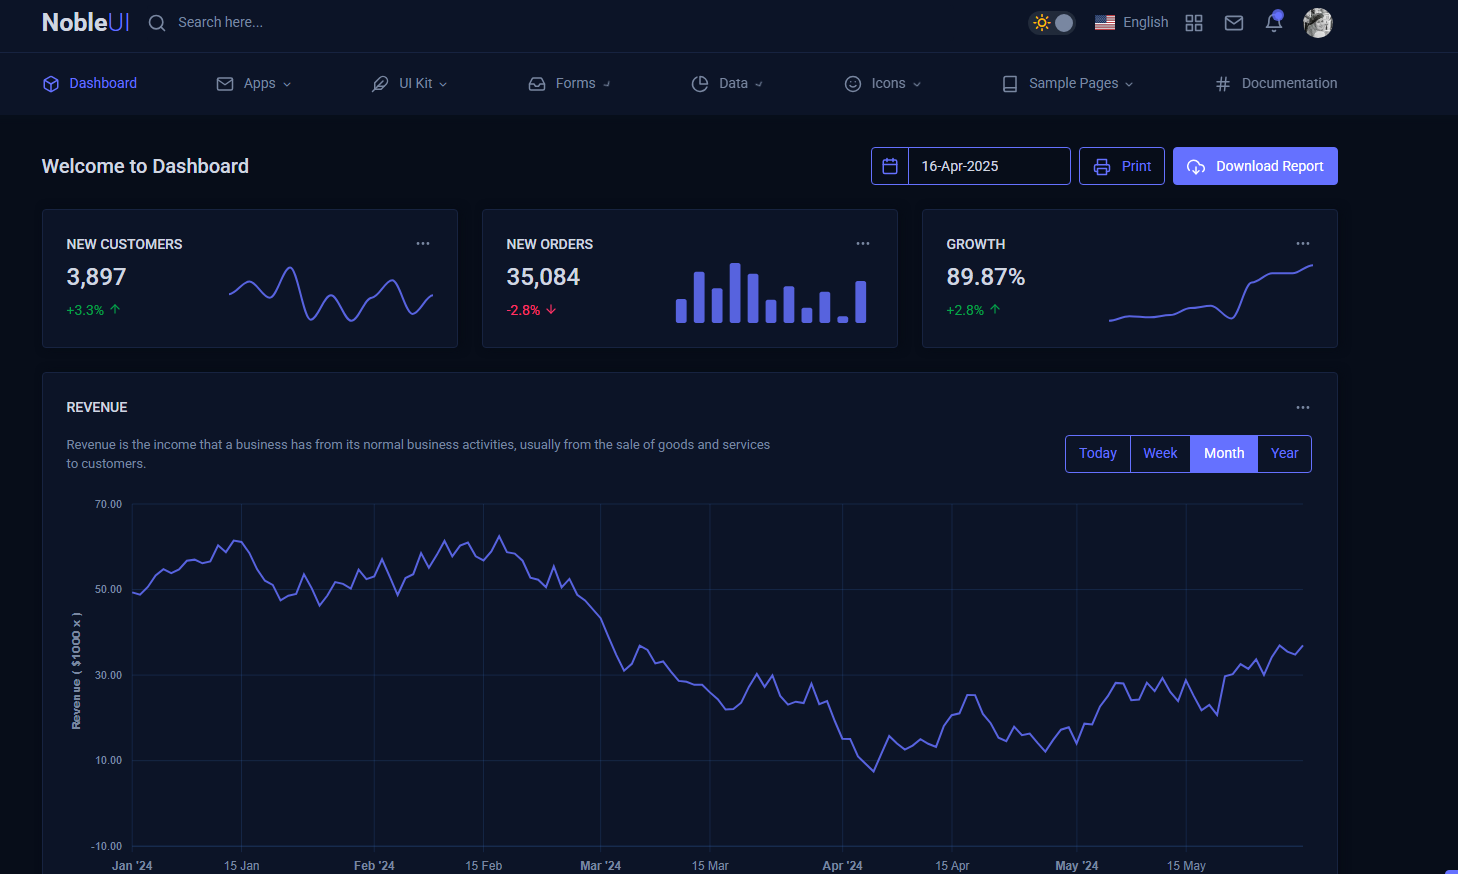 NobleUI
Search here...
English
Dashboard
Apps
UI Kit
Forms
Data
Icons
Sample Pages
Documentation
Welcome to Dashboard
16-Apr-2025
Print
Download Report
NEW CUSTOMERS
3,897
+3.3%
NEW ORDERS
35,084
-2.8%
GROWTH
89.87%
+2.8%
REVENUE
Revenue is the income that a business has from its normal business activities, usually from the sale of goods and services
to customers.
Today
Week
Month
Year
70.00
50.00
30.00
10.00
-10.00
Revenue ( $1000 x )
Jan '24
15 Jan
Feb '24
15 Feb
Mar '24
15 Mar
Apr '24
15 Apr
May '24
15 May